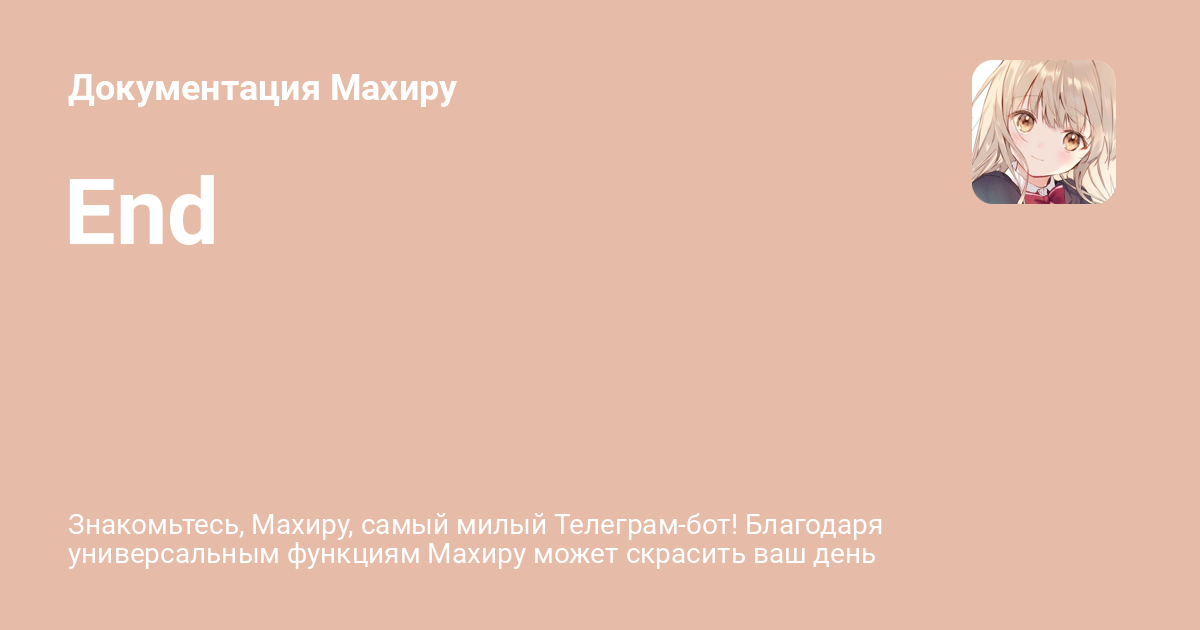 Документация Махиру
End
Знакомьтесь, Махиру, самый милый Телеграм-бот! Благодаря
универсальным функциям Махиру может скрасить ваш день